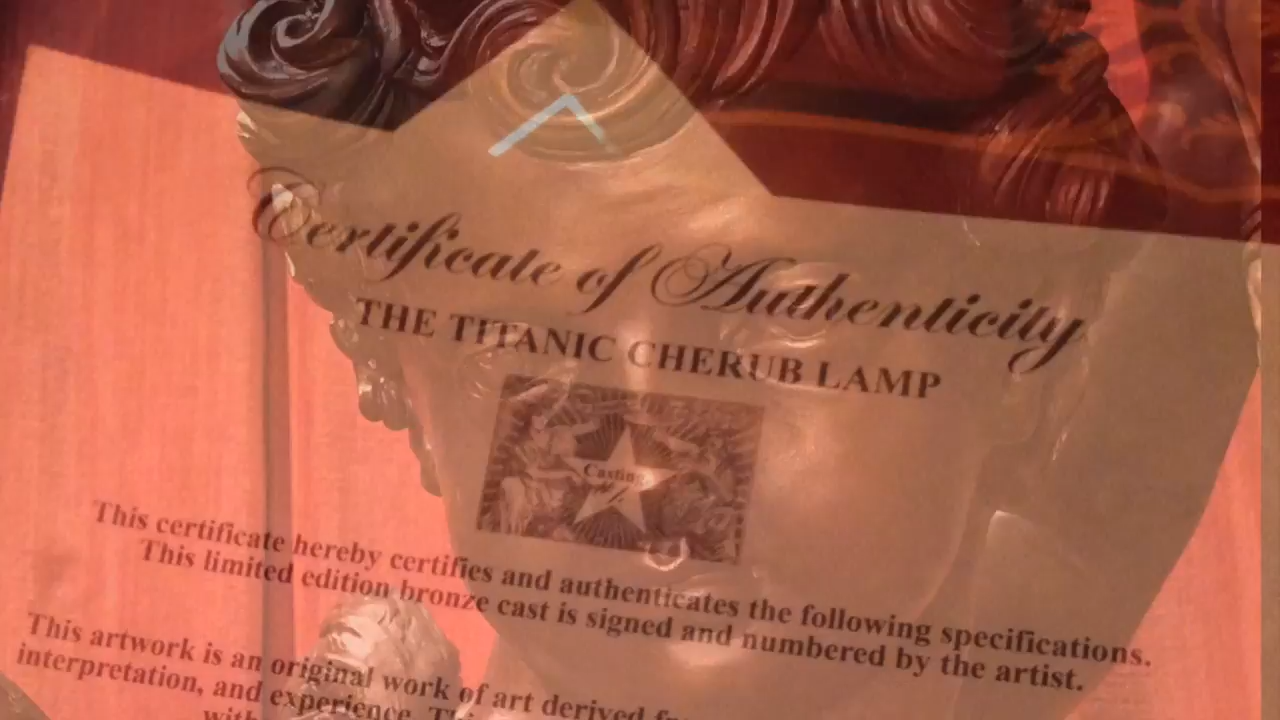 Certificate of Authenticity
THE TITANIC CHERUB LAMP
Casting
This certificate hereby certifies and authenticates the following specifications.
This limited edition bronze cast is signed and numbered by the artist.
This artwork is an original work of art derived
interpretation, and experience.
with